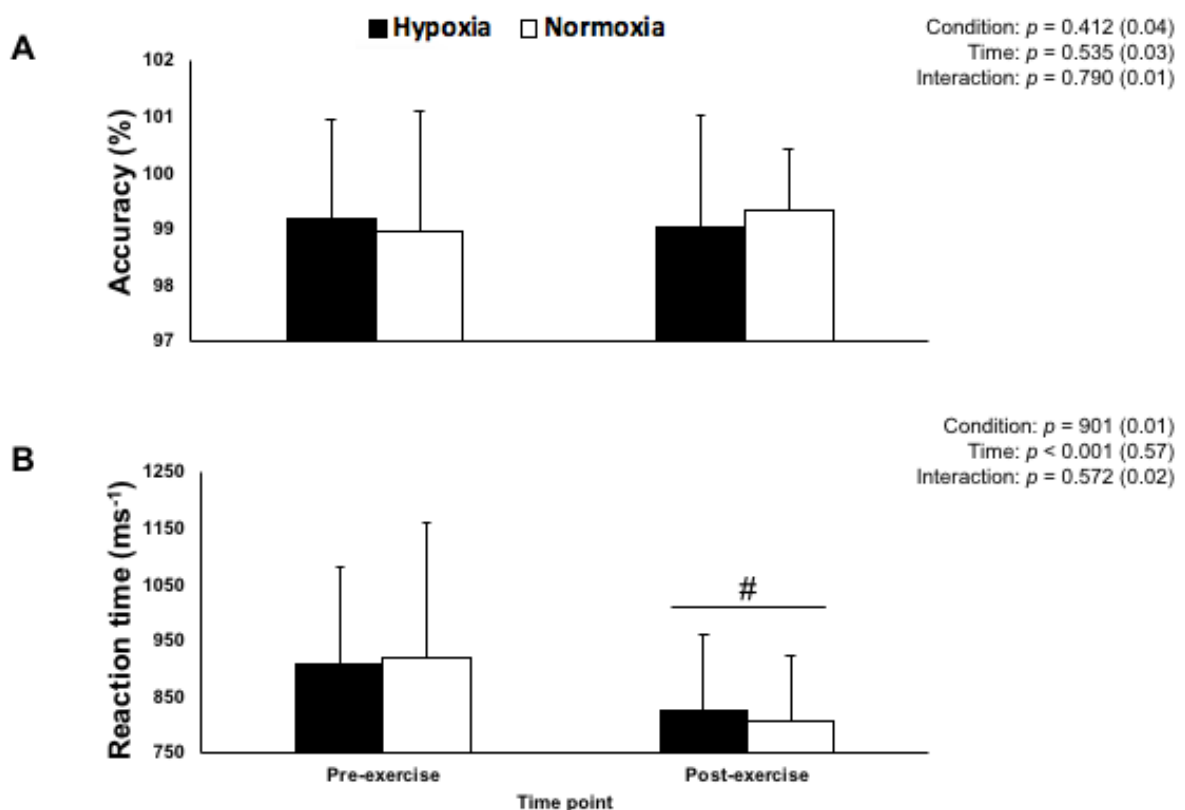 Hypoxia Normoxia
Condition: p = 0.412 (0.04)
Time: p = 0.535 (0.03)
Interaction: p = 0.790 (0.01)
A
Accuracy (%)
102
101
100
99
98
97
Condition: p = 901 (0.01)
Time: p < 0.001 (0.57)
Interaction: p = 0.572 (0.02)
B
Reaction time (ms⁻¹)
1250
1150
1050
950
850
750
#
Pre-exercise Post-exercise
Time point